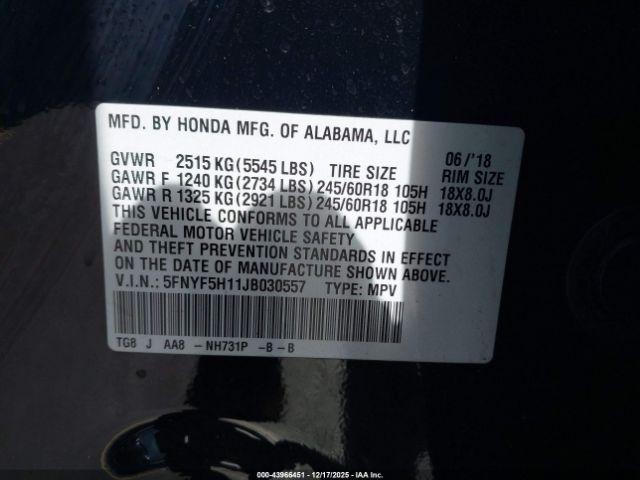 MFD. BY HONDA MFG. OF ALABAMA, LLC
06/'18
GVWR 2515 KG(5545 LBS) TIRE SIZE RIM SIZE
GAWR F 1240 KG(2734 LBS)245/60R18 105H 18X8.0J
GAWR R 1325 KG(2921 LBS)245/60R18 105H 18X8.0J
THIS VEHICLE CONFORMS TO ALL APPLICABLE
FEDERAL MOTOR VEHICLE SAFETY
AND THEFT PREVENTION STANDARDS IN EFFECT
ON THE DATE OF MANUFACTURE SHOWN ABOVE.
V.I.N.: 5FNYF5H11JB030557 TYPE: MPV
TG8 J AA8 - NH731P -B-B
000-43966451 - 12/17/2025 - IAAI.COM